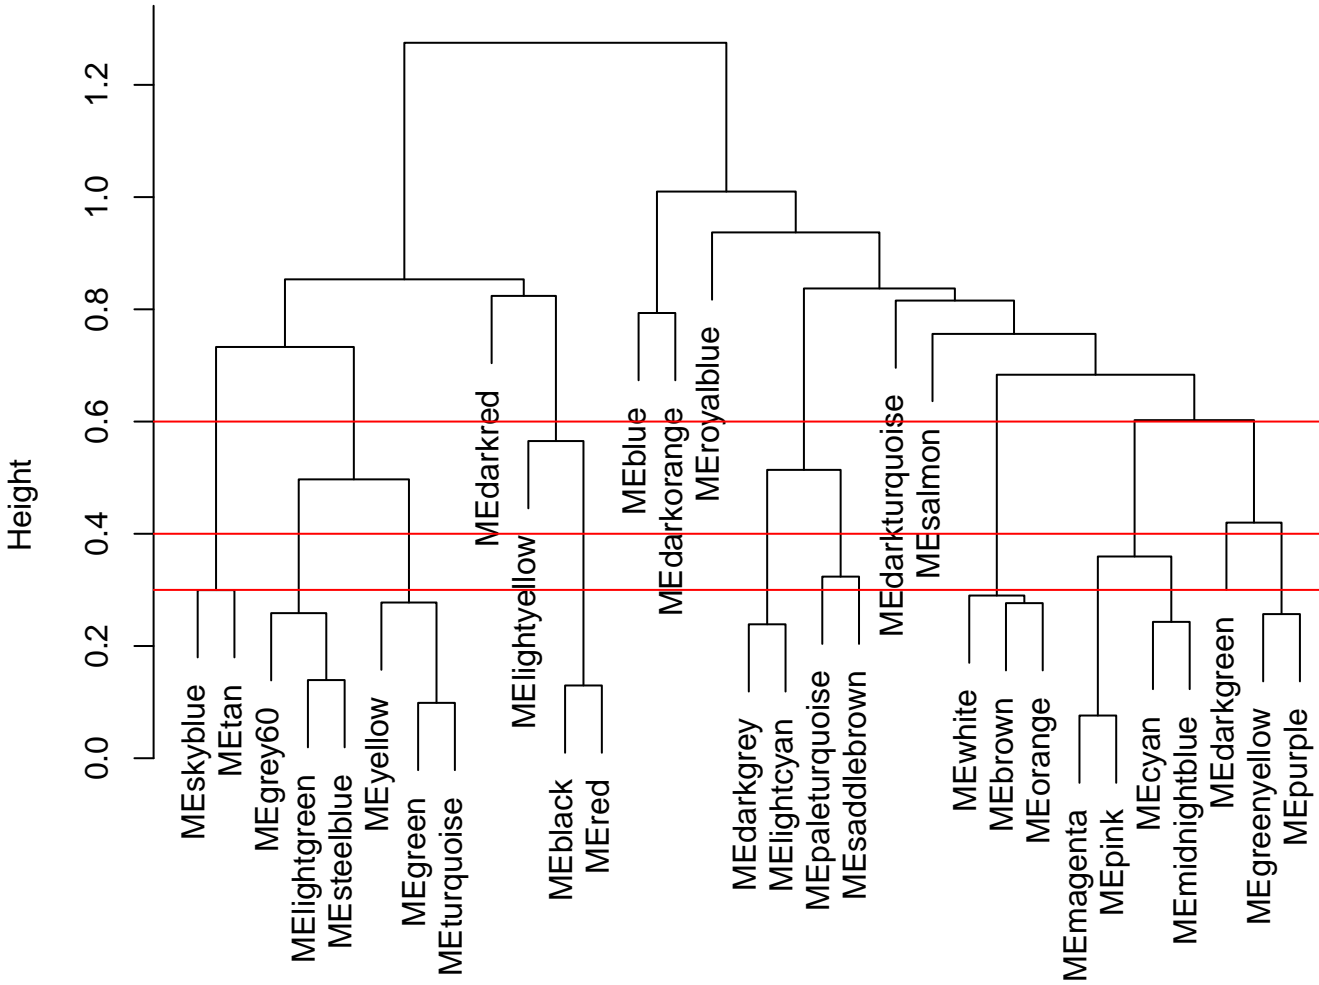 Height
1.2
1.0
0.8
0.6
0.4
0.2
0.0
MEskyblue
MEtan
MEgrey60
MElightgreen
MEsteelblue
MEyellow
MEgreen
MEturquoise
MEdarkred
MElightyellow
MEblack
MEred
MEblue
MEdarkorange
MEroyalblue
MEdarkgrey
MElightcyan
MEpaleturquoise
MEsaddlebrown
MEdarkturquoise
MEsalmon
MEwhite
MEbrown
MEorange
MEmagenta
MEpink
MEcyan
MEmidnightblue
MEdarkgreen
MEgreenyellow
MEpurple